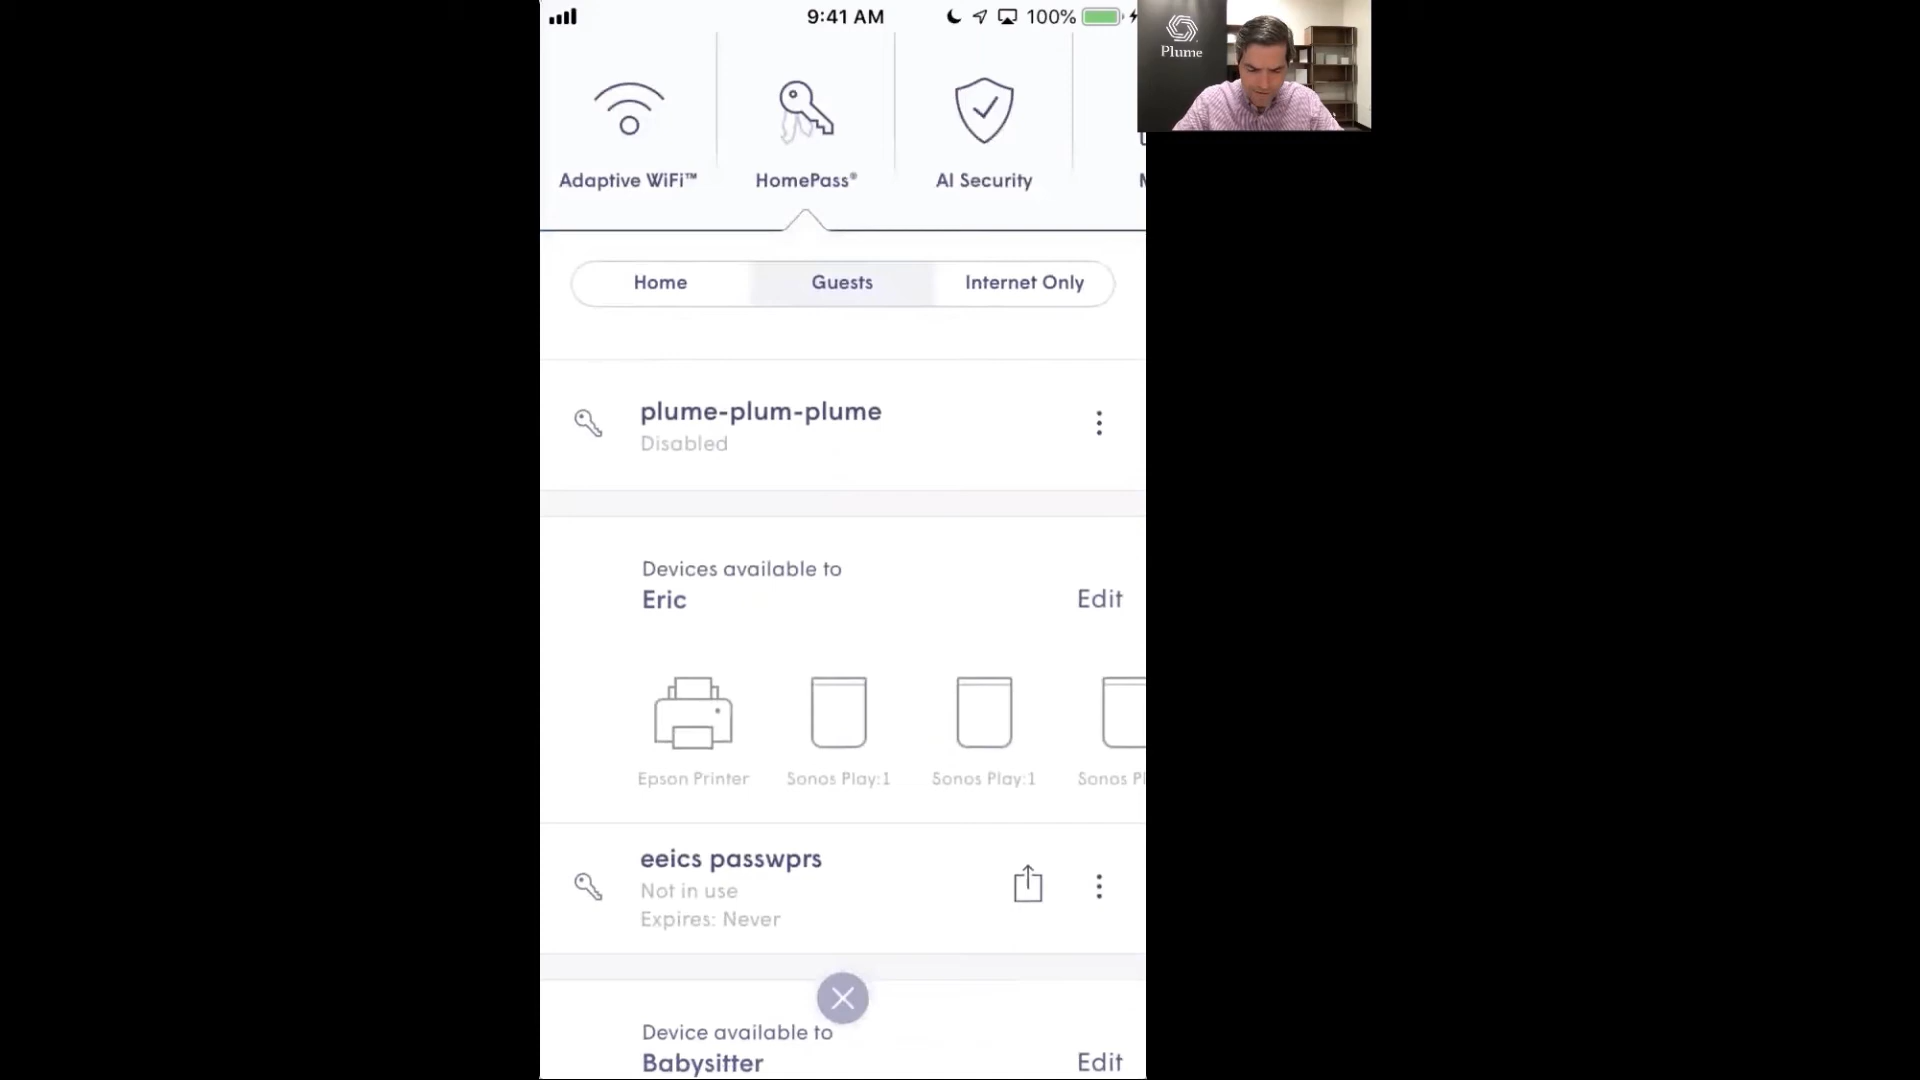 9:41 AM
100%
Plume
Adaptive WiFi™
HomePass®
AI Security
Home
Guests
Internet Only
plume-plum-plume
Disabled
Devices available to
Eric
Edit
Epson Printer
Sonos Play:1
Sonos Play:1
Sonos Pl
eeics passwprs
Not in use
Expires: Never
Device available to
Babysitter
Edit